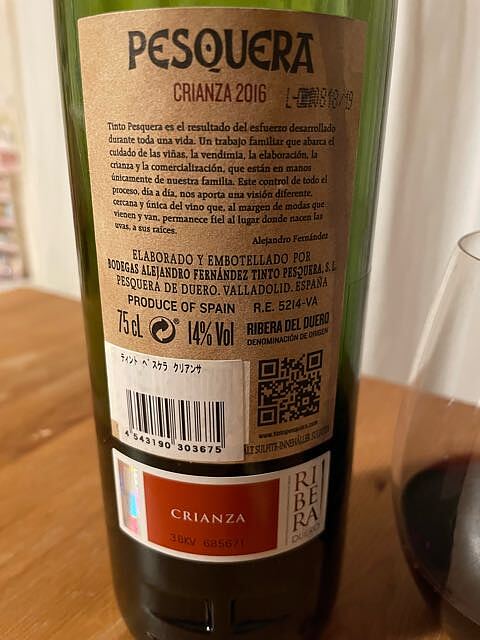 PESQUERA
CRIANZA 2016
Tinto Pesquera es el resultado del esfuerzo desarrollado
durante toda una vida. Un trabajo familiar que abarca el
cuidado de las viñas, la vendimia, la elaboración, la
crianza y la comercialización, que están en manos
únicamente de nuestra familia. Este control de todo el
proceso, día a día, nos aporta una visión diferente,
cercana y única del vino que, al margen de modas que
vienen y van, permanece fiel al lugar donde nacen las
uvas, a sus raíces.
Alejandro Fernández
ELABORADO Y EMBOTELLADO POR
BODEGAS ALEJANDRO FERNÁNDEZ TINTO PESQUERA, S.L.
PESQUERA DE DUERO. VALLADOLID. ESPAÑA
PRODUCE OF SPAIN R.E. 5214-VA
75 cl. 14% Vol RIBERA DEL DUERO
DENOMINACIÓN DE ORIGEN
ティント ペスケラ クリアンサ
4 543190 303675
www.tintopesquera.com
SULFITE-INNEHÅLLER
CRIANZA
RIBERA
DUERO